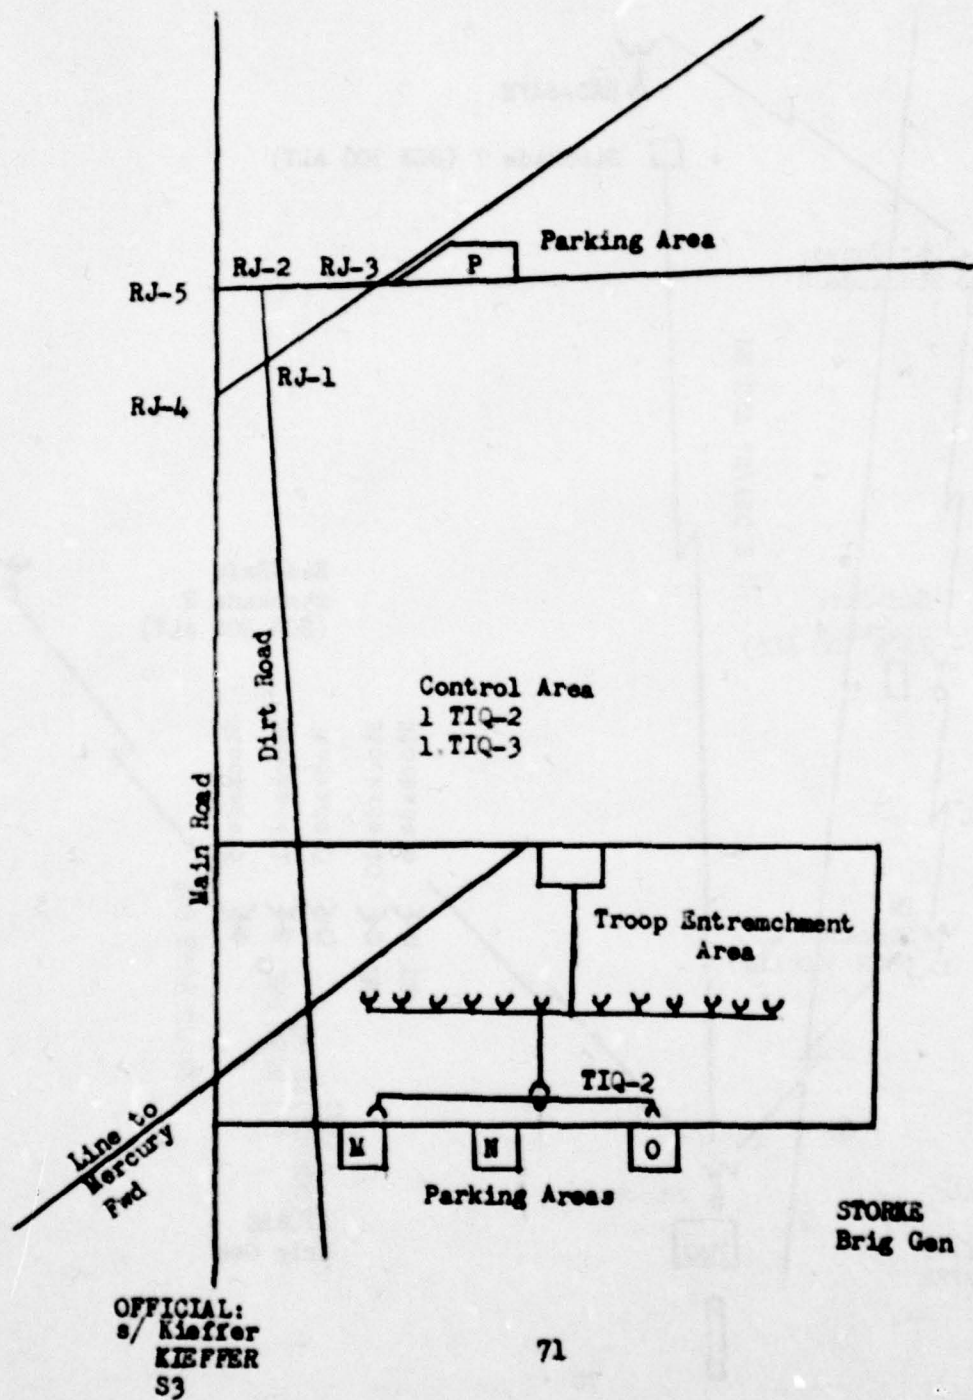 Parking Area
P
RJ-2
RJ-3
RJ-5
RJ-1
RJ-4
Dirt Road
Main Road
Control Area
1 TIQ-2
1 TIQ-3
Troop Entremchment
Area
TIQ-2
Line to
Mercury
Fwd
M
N
O
Parking Areas
STORKE
Brig Gen
OFFICIAL:
s/ Kieffer
KIEFFER
S3
71